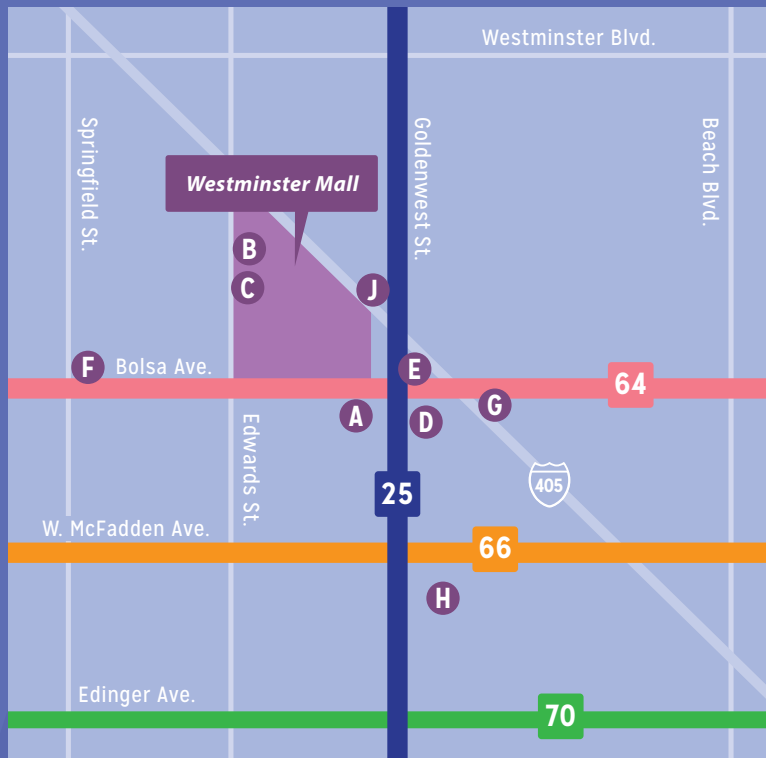 Westminster Blvd.
Springfield St.
Goldenwest St.
Beach Blvd.
Westminster Mall
B
C
J
F
Bolsa Ave.
E
64
A
G
D
Edwards St.
25
405
W. McFadden Ave.
66
H
Edinger Ave.
70